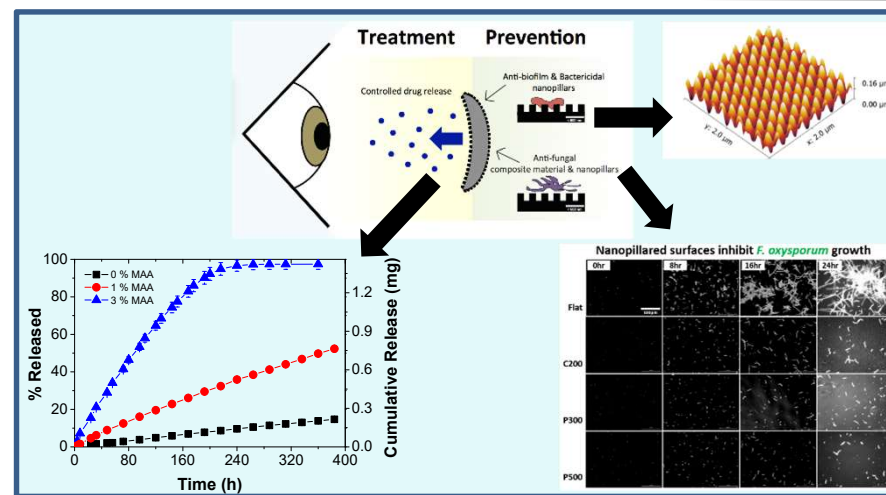 Treatment
Prevention
Controlled drug release
Anti-biofilm & Bactericidal
nanopillars
Anti-fungal
composite material & nanopillars
0.16 µm
0.00 µm
y: 2.0 µm
x: 2.0 µm
% Released
100
80
60
40
20
0
0 % MAA
1 % MAA
3 % MAA
1.2
0.9
0.6
0.3
0.0
Cumulative Release (mg)
0
80
160
240
320
400
Time (h)
Nanopillared surfaces inhibit F. oxysporum growth
0hr
8hr
16hr
24hr
Flat
C200
P300
P500